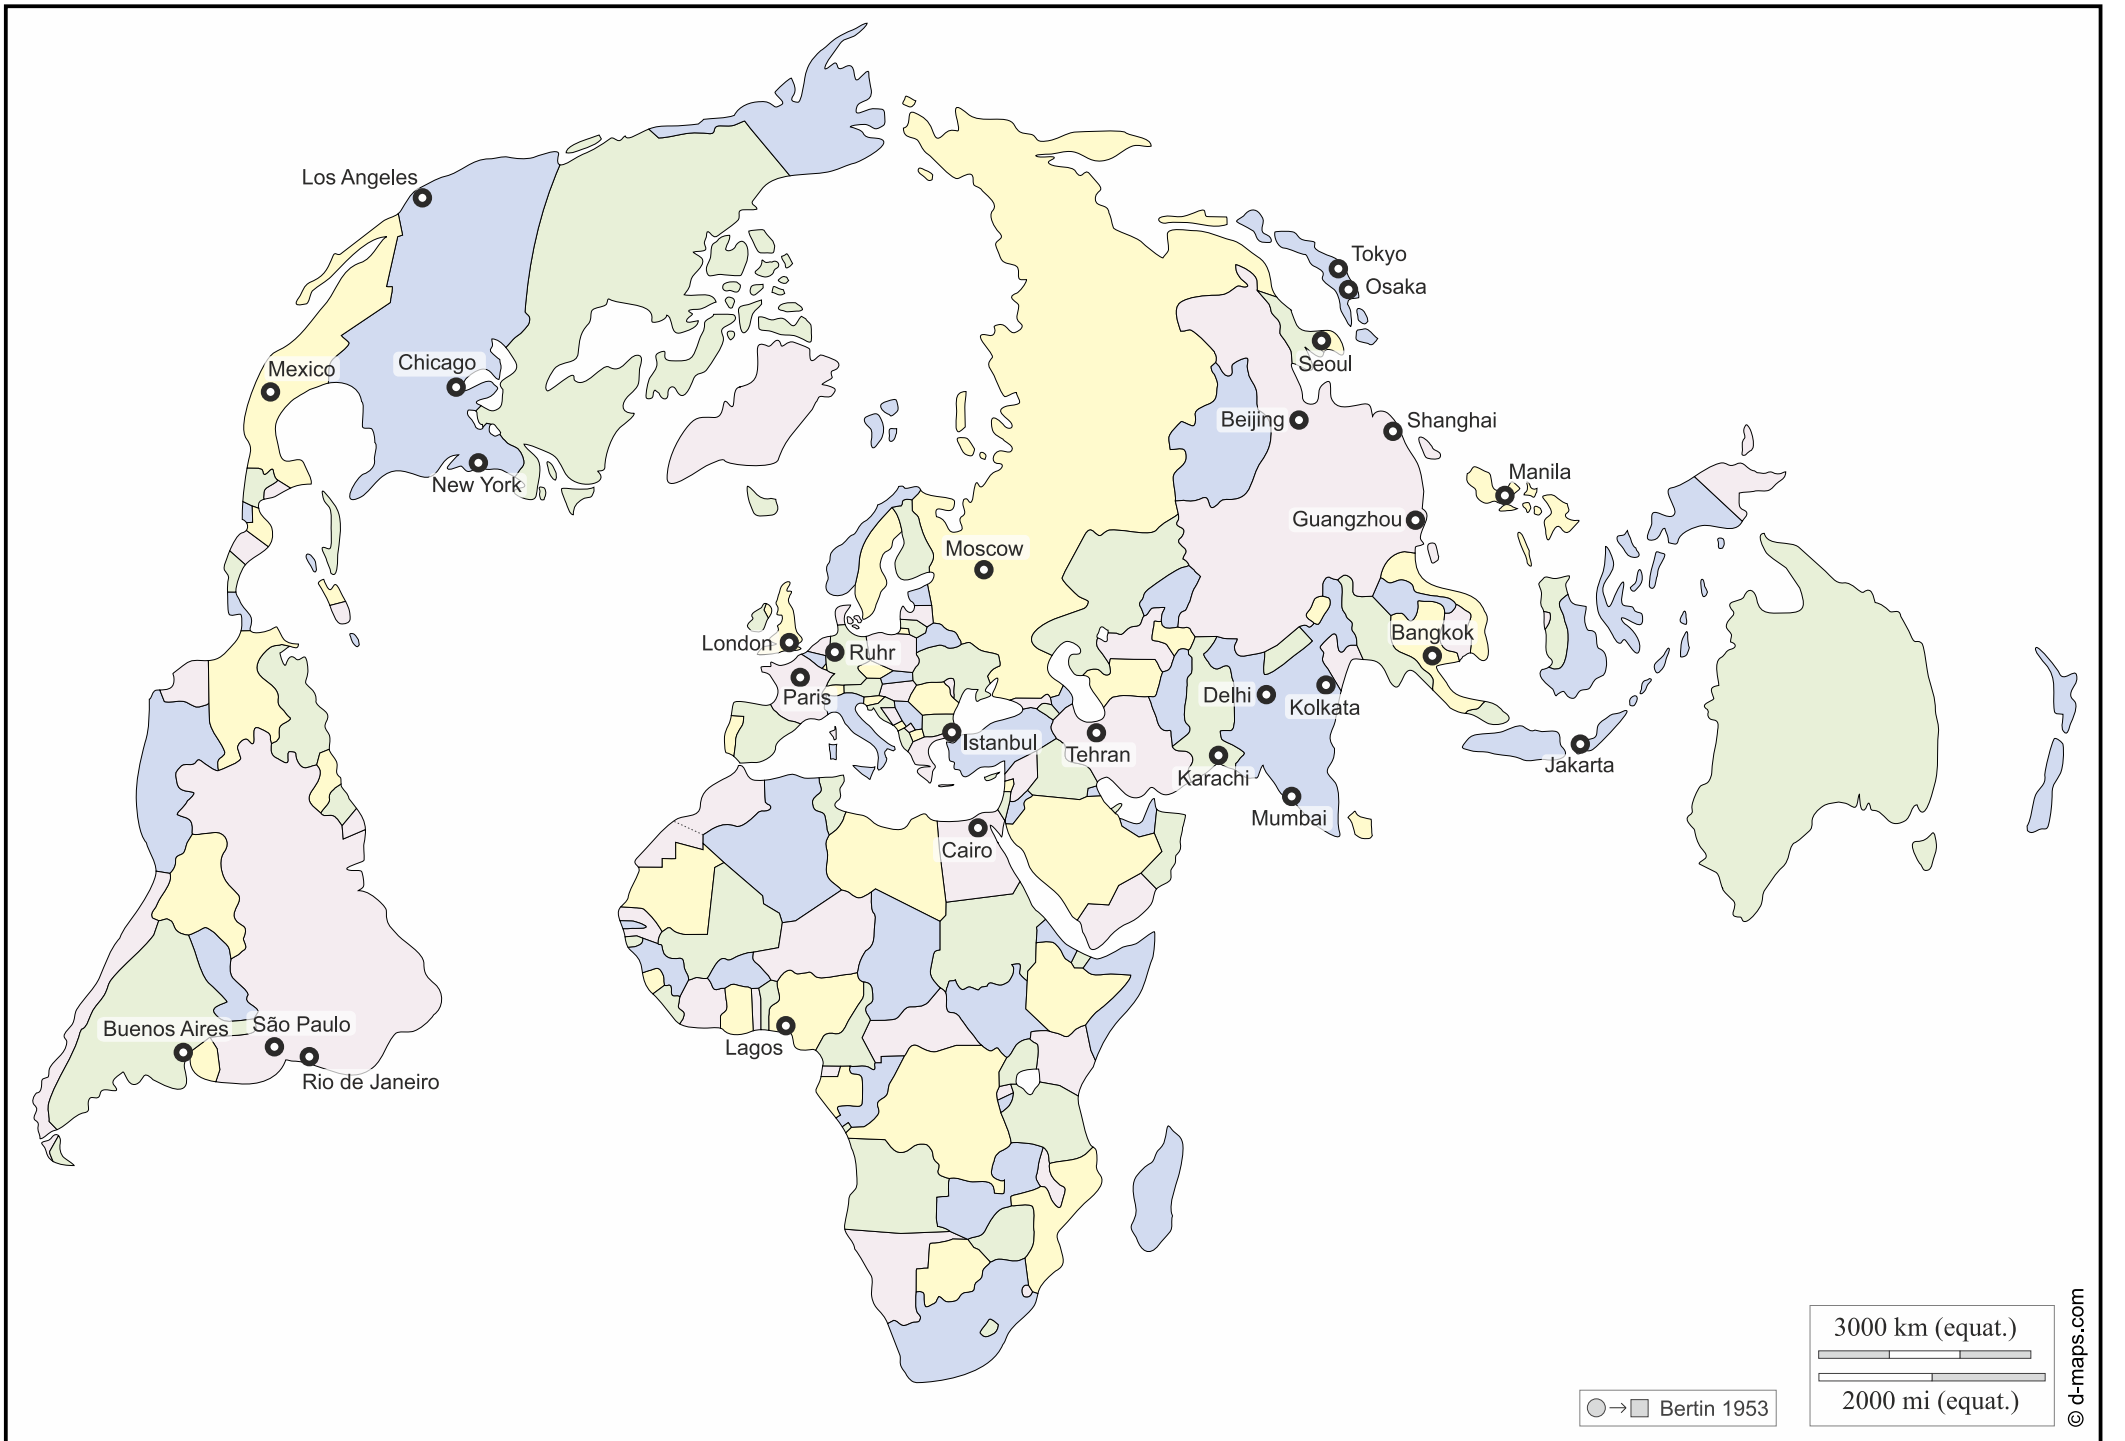 Los Angeles
Tokyo
Osaka
Seoul
Mexico
Chicago
Beijing
Shanghai
New York
Manila
Guangzhou
Moscow
London
Ruhr
Bangkok
Paris
Delhi
Kolkata
Istanbul
Tehran
Karachi
Jakarta
Mumbai
Cairo
Buenos Aires
São Paulo
Lagos
Rio de Janeiro
3000 km (equat.)
2000 mi (equat.)
Bertin 1953
© d-maps.com